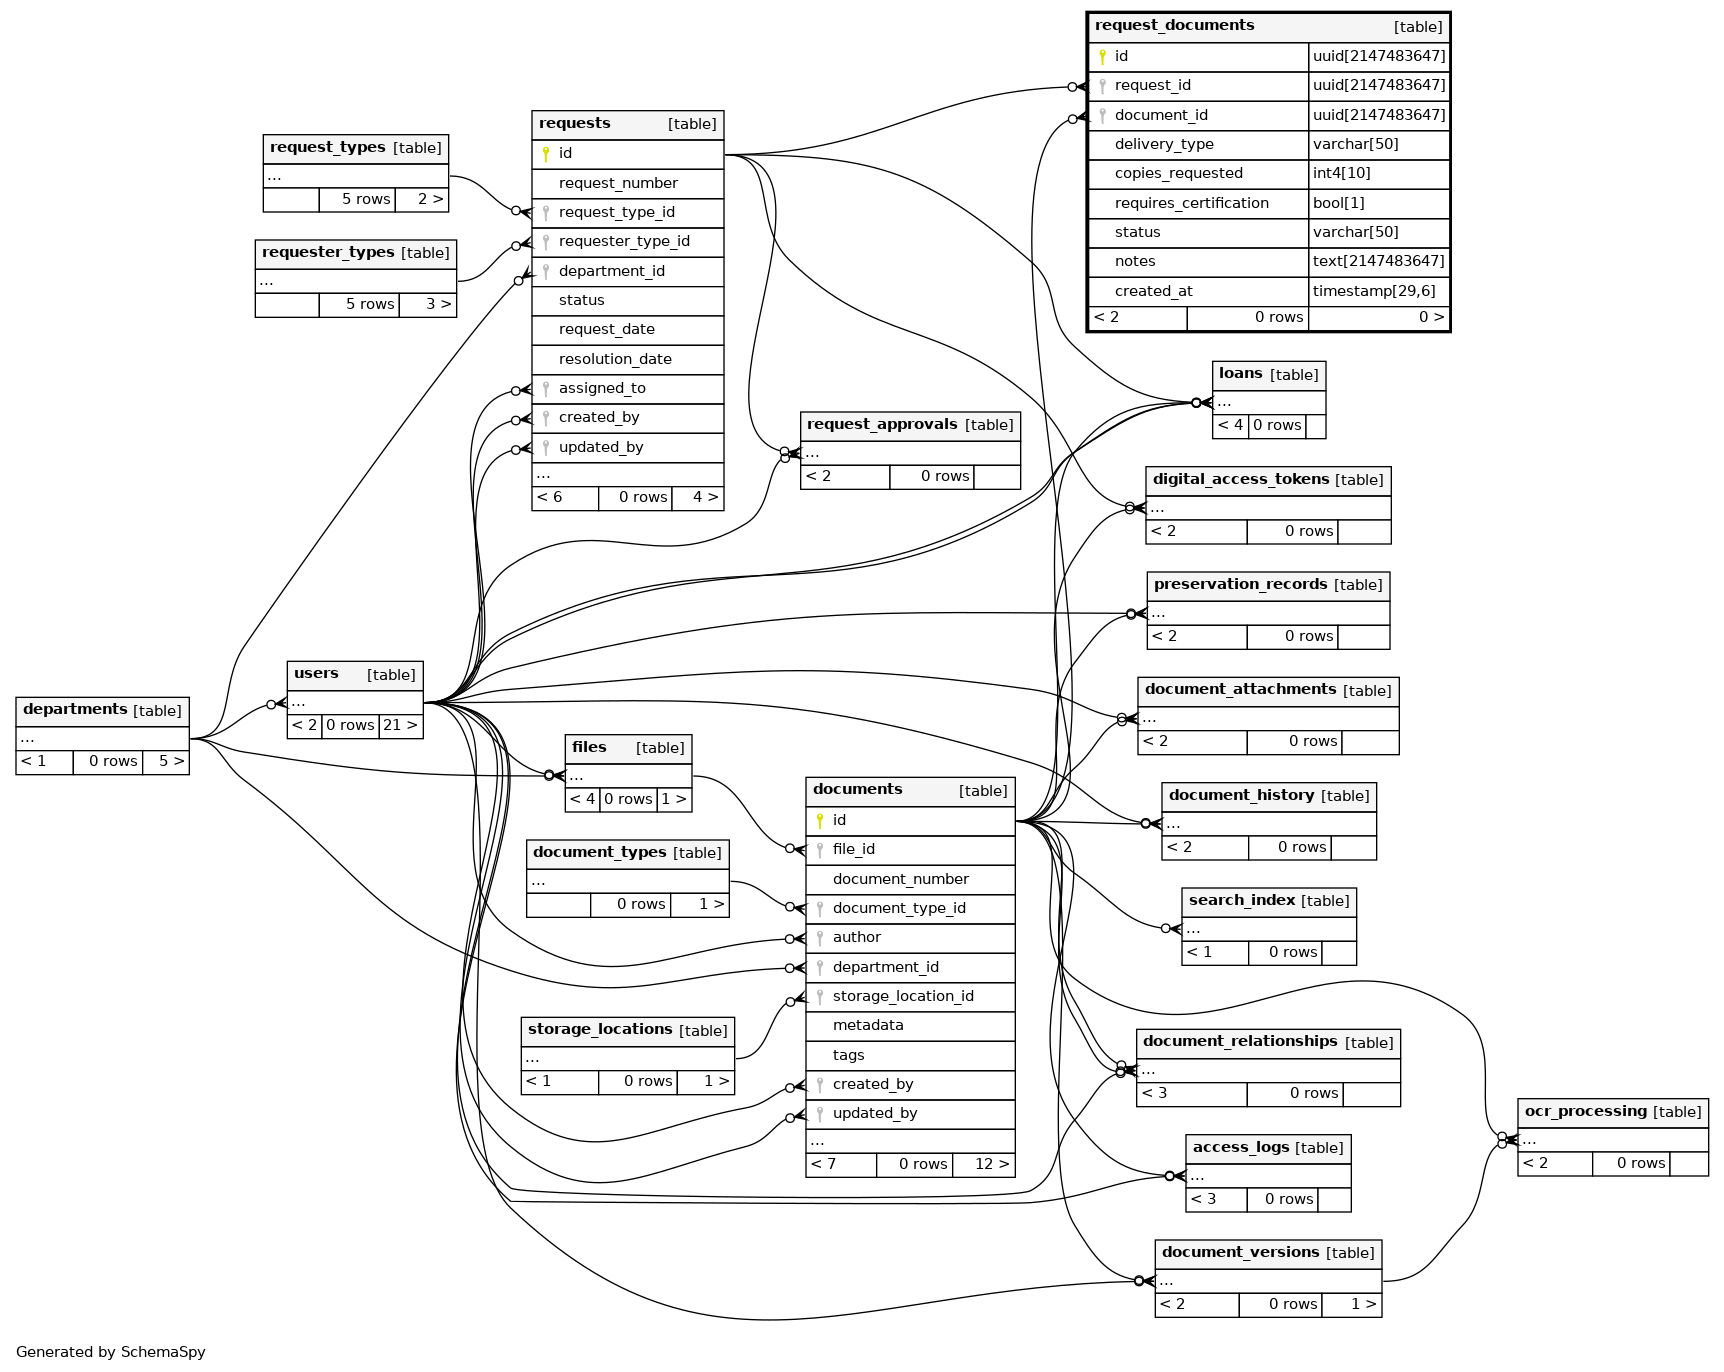 request_documents [table]
id uuid[2147483647]
request_id uuid[2147483647]
document_id uuid[2147483647]
delivery_type varchar[50]
copies_requested int4[10]
requires_certification bool[1]
status varchar[50]
notes text[2147483647]
created_at timestamp[29,6]
< 2 0 rows 0 >
requests [table]
id
request_number
request_type_id
requester_type_id
department_id
status
request_date
resolution_date
assigned_to
created_by
updated_by
...
< 6 0 rows 4 >
request_types [table]
...
5 rows 2 >
requester_types [table]
...
5 rows 3 >
loans [table]
...
< 4 0 rows
request_approvals [table]
...
< 2 0 rows
digital_access_tokens [table]
...
< 2 0 rows
preservation_records [table]
...
< 2 0 rows
users [table]
...
< 2 0 rows 21 >
departments [table]
...
< 1 0 rows 5 >
document_attachments [table]
...
< 2 0 rows
files [table]
...
< 4 0 rows 1 >
documents [table]
id
file_id
document_number
document_type_id
author
department_id
storage_location_id
metadata
tags
created_by
updated_by
...
< 7 0 rows 12 >
document_history [table]
...
< 2 0 rows
document_types [table]
...
0 rows 1 >
search_index [table]
...
< 1 0 rows
storage_locations [table]
...
< 1 0 rows 1 >
document_relationships [table]
...
< 3 0 rows
ocr_processing [table]
...
< 2 0 rows
access_logs [table]
...
< 3 0 rows
document_versions [table]
...
< 2 0 rows 1 >
Generated by SchemaSpy